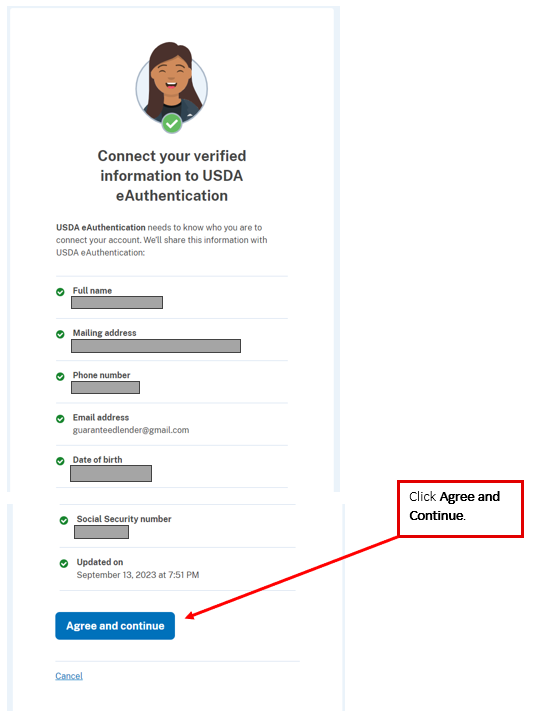 Connect your verified
information to USDA
eAuthentication
USDA eAuthentication needs to know who you are to
connect your account. We'll share this information with
USDA eAuthentication:
Full name
Mailing address
Phone number
Email address
guaranteedlender@gmail.com
Date of birth
Social Security number
Updated on
September 13, 2023 at 7:51 PM
Agree and continue
Cancel
Click Agree and
Continue.